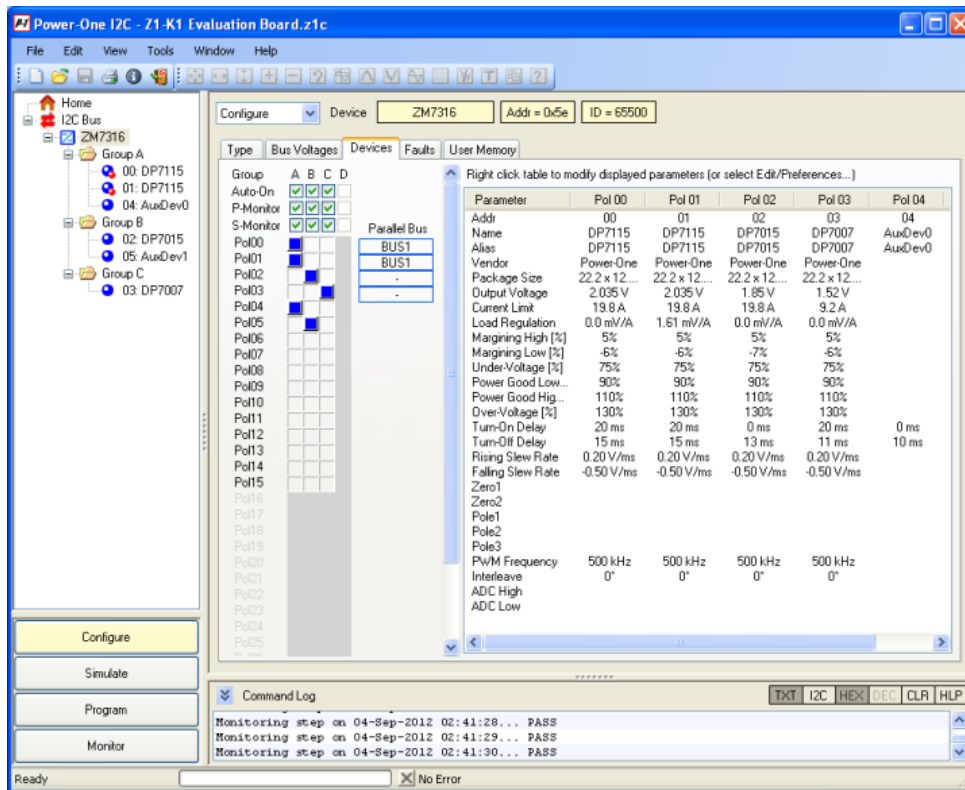 Power-One I2C - Z1-K1 Evaluation Board.z1c
File Edit View Tools Window Help
Home
I2C Bus
ZM7316
Group A
00: DP7115
01: DP7115
04: AuxDev0
Group B
02: DP7015
05: AuxDev1
Group C
03: DP7007
Configure
Simulate
Program
Monitor
Configure Device ZM7316 Addr = 0x5e ID = 65500
Type Bus Voltages Devices Faults User Memory
Group A B C D
Auto-On
P-Monitor
S-Monitor Parallel Bus
Pol00 BUS1
Pol01 BUS1
Pol02 -
Pol03 -
Pol04
Pol05
Pol06
Pol07
Pol08
Pol09
Pol10
Pol11
Pol12
Pol13
Pol14
Pol15
Pol16
Pol17
Pol18
Pol19
Pol20
Pol21
Pol22
Pol23
Pol24
Pol25
Right click table to modify displayed parameters (or select Edit/Preferences...)
Parameter Pol 00 Pol 01 Pol 02 Pol 03 Pol 04
Addr 00 01 02 03 04
Name DP7115 DP7115 DP7015 DP7007 AuxDev0
Alias DP7115 DP7115 DP7015 DP7007 AuxDev0
Vendor Power-One Power-One Power-One Power-One
Package Size 22.2 x 12.... 22.2 x 12.... 22.2 x 12.... 22.2 x 12....
Output Voltage 2.035 V 2.035 V 1.85 V 1.52 V
Current Limit 19.8 A 19.8 A 19.8 A 9.2 A
Load Regulation 0.0 mV/A 1.61 mV/A 0.0 mV/A 0.0 mV/A
Margining High [%] 5% 5% 5% 5%
Margining Low [%] -6% -6% -7% -6%
Under-Voltage [%] 75% 75% 75% 75%
Power Good Low... 90% 90% 90% 90%
Power Good Hig... 110% 110% 110% 110%
Over-Voltage [%] 130% 130% 130% 130%
Turn-On Delay 20 ms 20 ms 0 ms 20 ms 0 ms
Turn-Off Delay 15 ms 15 ms 13 ms 11 ms 10 ms
Rising Slew Rate 0.20 V/ms 0.20 V/ms 0.20 V/ms 0.20 V/ms
Falling Slew Rate -0.50 V/ms -0.50 V/ms -0.50 V/ms -0.50 V/ms
Zero1
Zero2
Pole1
Pole2
Pole3
PWM Frequency 500 kHz 500 kHz 500 kHz 500 kHz
Interleave 0° 0° 0° 0°
ADC High
ADC Low
Command Log TXT I2C HEX DEC CLR HLP
Monitoring step on 04-Sep-2012 02:41:28... PASS
Monitoring step on 04-Sep-2012 02:41:29... PASS
Monitoring step on 04-Sep-2012 02:41:30... PASS
Ready No Error